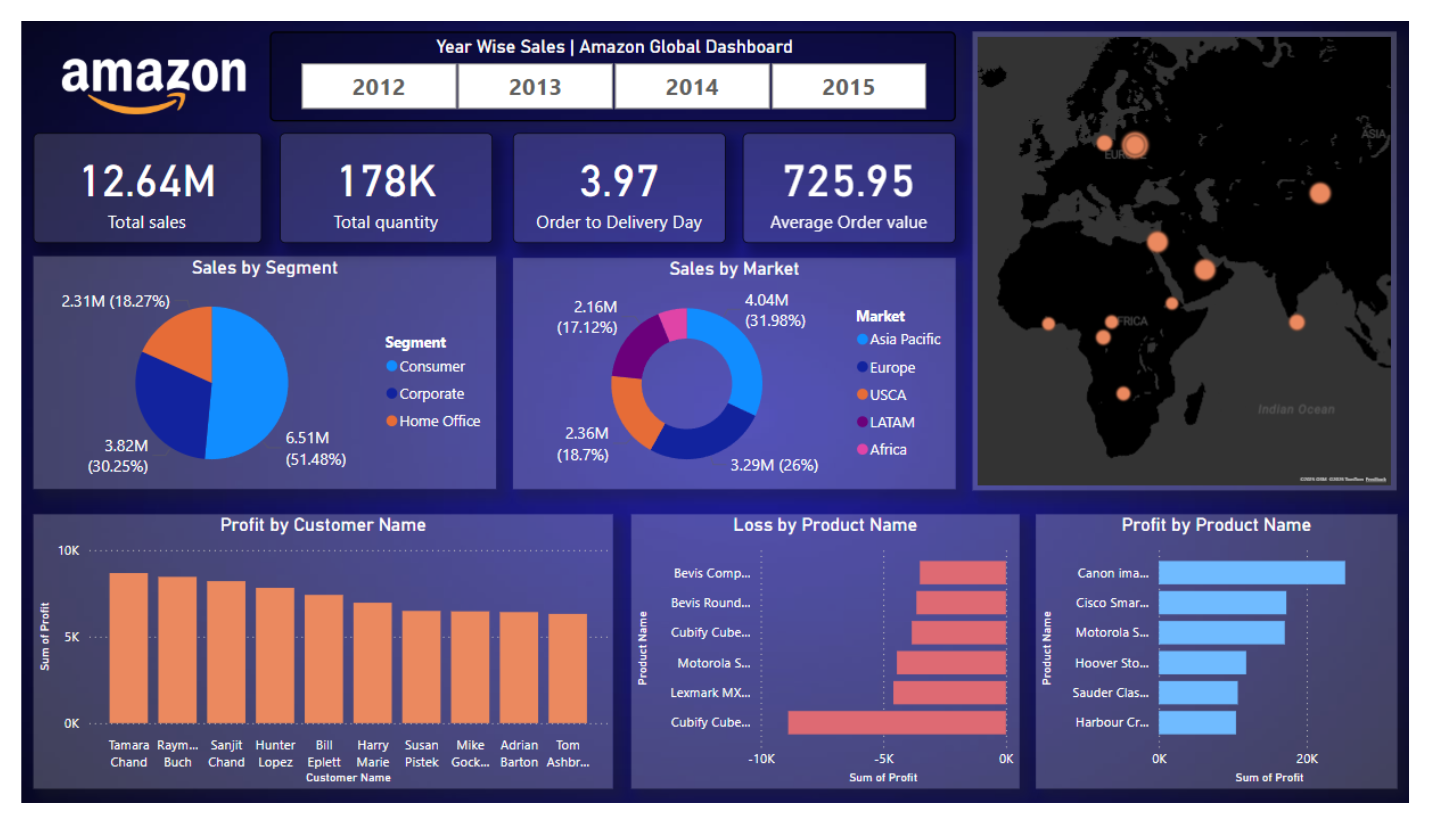 amazon
Year Wise Sales | Amazon Global Dashboard
2012
2013
2014
2015
12.64M
Total sales
178K
Total quantity
3.97
Order to Delivery Day
725.95
Average Order value
Sales by Segment
2.31M (18.27%)
3.82M
(30.25%)
6.51M
(51.48%)
Segment
Consumer
Corporate
Home Office
Sales by Market
2.16M
(17.12%)
4.04M
(31.98%)
2.36M
(18.7%)
3.29M (26%)
Market
Asia Pacific
Europe
USCA
LATAM
Africa
ASIA
Indian Ocean
Profit by Customer Name
Sum of Profit
10K
5K
0K
Tamara
Chand
Raym...
Buch
Sanjit
Chand
Hunter
Lopez
Bill
Eplett
Harry
Marie
Susan
Pistek
Mike
Gock...
Adrian
Barton
Tom
Ashbr...
Customer Name
Loss by Product Name
Product Name
Bevis Comp...
Bevis Round...
Cubify Cube...
Motorola S...
Lexmark MX...
Cubify Cube...
-10K
-5K
0K
Sum of Profit
Profit by Product Name
Product Name
Canon ima...
Cisco Smar...
Motorola S...
Hoover Sto...
Sauder Clas...
Harbour Cr...
0K
20K
Sum of Profit